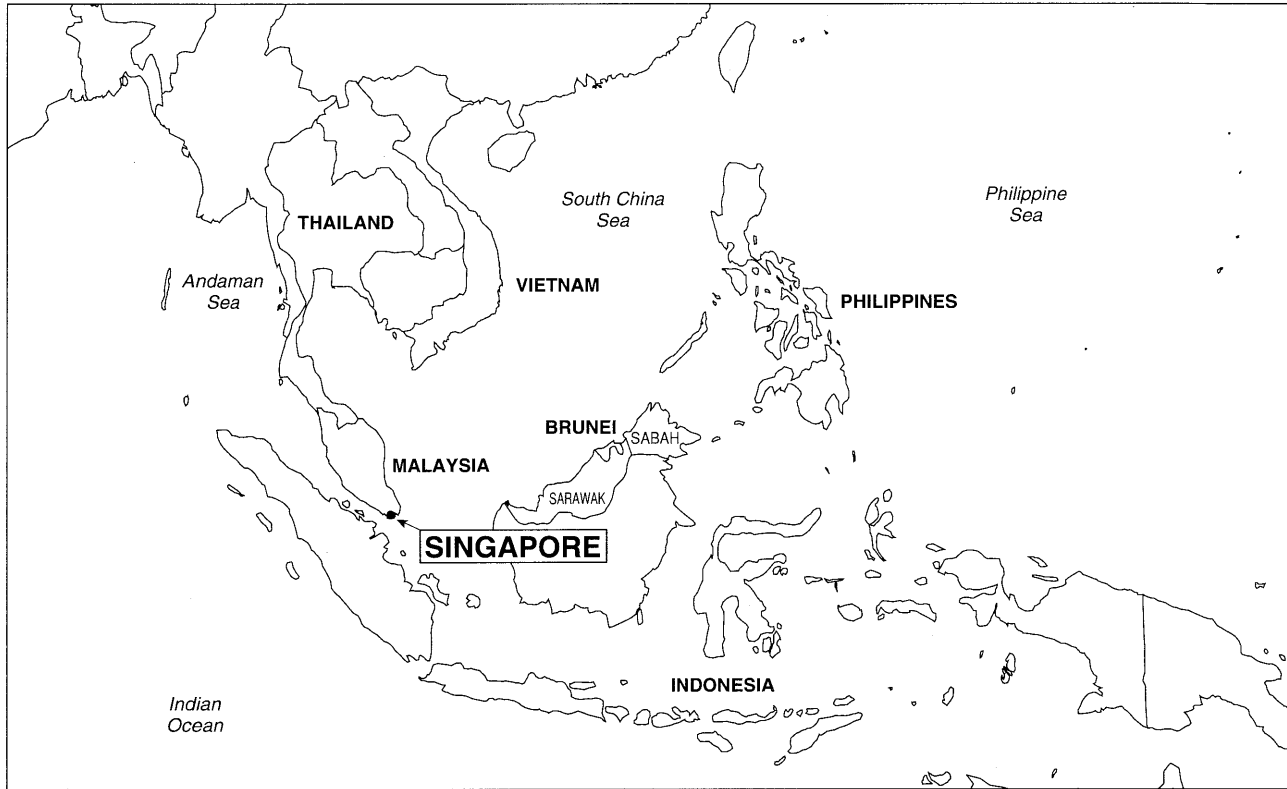 South China
Sea
Philippine
Sea
THAILAND
Andaman
Sea
VIETNAM
PHILIPPINES
BRUNEI
SABAH
MALAYSIA
SARAWAK
SINGAPORE
INDONESIA
Indian
Ocean